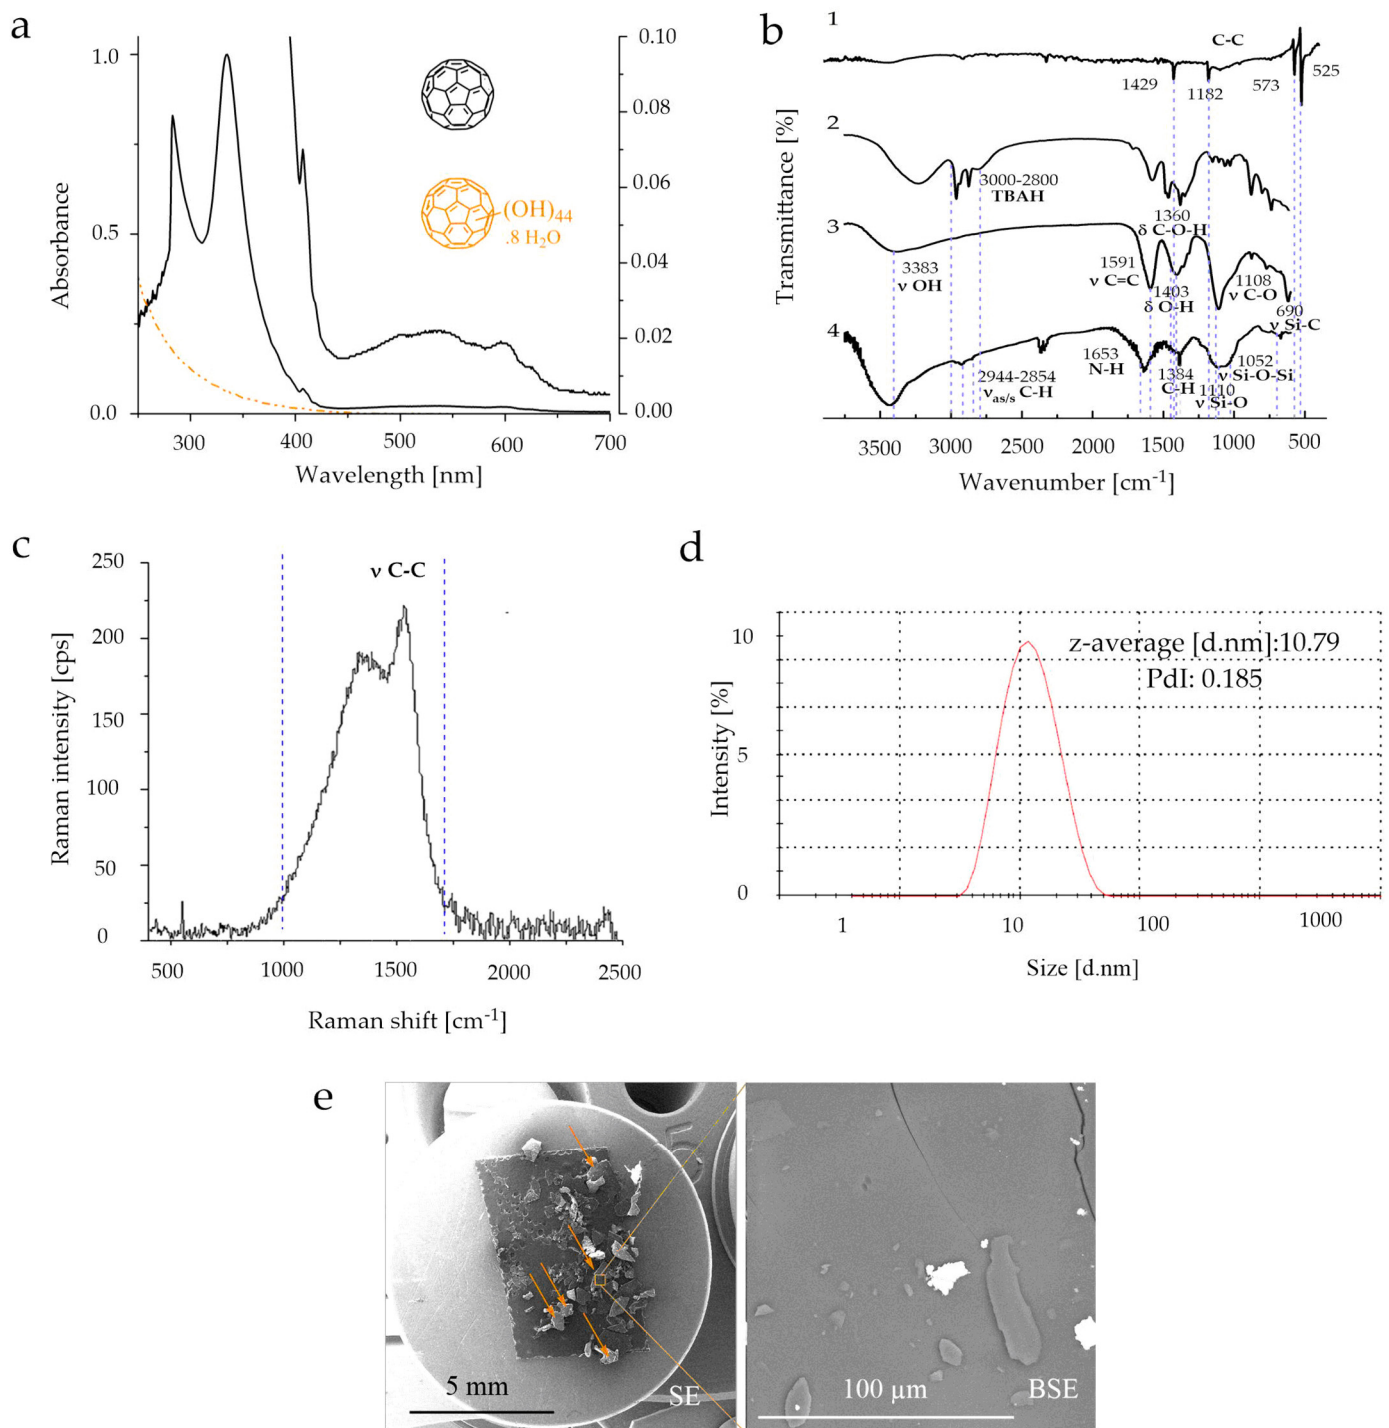 a
1.0
0.5
0.0
Absorbance
300
400
500
600
700
Wavelength [nm]
0.10
0.08
0.06
0.04
0.02
0.00
(OH)44
.8 H2O
b
Transmittance [%]
1
C-C
1429
1182
573
525
2
3000-2800
TBAH
1360
δ C-O-H
3
3383
ν OH
1591
ν C=C
1403
δ O-H
1108
ν C-O
690
ν Si-C
4
2944-2854
νas/s C-H
1653
N-H
1384
C-H
1110
ν Si-O
1052
ν Si-O-Si
3500
3000
2500
2000
1500
1000
500
Wavenumber [cm-1]
c
250
200
150
100
50
0
Raman intensity [cps]
ν C-C
500
1000
1500
2000
2500
Raman shift [cm-1]
d
10
5
0
Intensity [%]
z-average [d.nm]:10.79
PdI: 0.185
1
10
100
1000
Size [d.nm]
e
5 mm
SE
100 µm
BSE